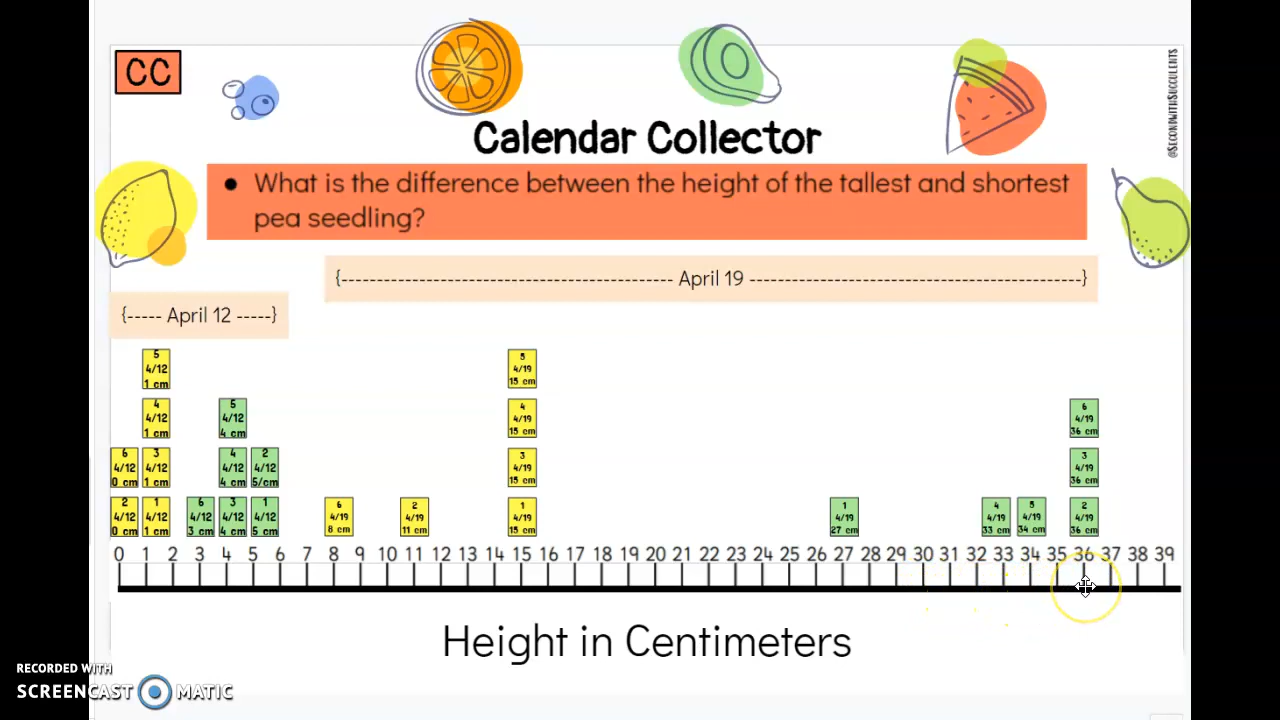 CC
@SecondwithSucculents
Calendar Collector
● What is the difference between the height of the tallest and shortest
pea seedling?
{----------------------------------------------- April 19 -----------------------------------------------}
{----- April 12 -----}
5 4/12 1 cm
5 4/19 15 cm
4 4/12 1 cm
5 4/12 4 cm
4 4/19 15 cm
6 4/19 36 cm
6 4/12 0 cm
3 4/12 1 cm
4 4/12 4 cm
2 4/12 5/cm
3 4/19 15 cm
3 4/19 36 cm
2 4/12 0 cm
1 4/12 1 cm
6 4/12 3 cm
3 4/12 4 cm
1 4/12 5 cm
6 4/19 8 cm
2 4/19 11 cm
1 4/19 15 cm
1 4/19 27 cm
4 4/19 33 cm
5 4/19 34 cm
2 4/19 36 cm
0 1 2 3 4 5 6 7 8 9 10 11 12 13 14 15 16 17 18 19 20 21 22 23 24 25 26 27 28 29 30 31 32 33 34 35 36 37 38 39
Height in Centimeters
RECORDED WITH
SCREENCAST MATIC